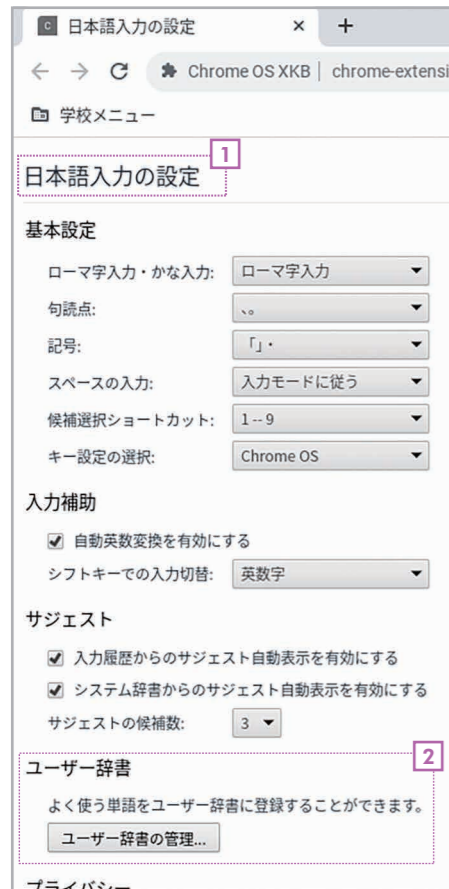 日本語入力の設定
Chrome OS XKB | chrome-extensi
学校メニュー
1
日本語入力の設定
基本設定
ローマ字入力・かな入力: ローマ字入力
句読点: 、。
記号: 「」・
スペースの入力: 入力モードに従う
候補選択ショートカット: 1 -- 9
キー設定の選択: Chrome OS
入力補助
自動英数変換を有効にする
シフトキーでの入力切替: 英数字
サジェスト
入力履歴からのサジェスト自動表示を有効にする
システム辞書からのサジェスト自動表示を有効にする
サジェストの候補数: 3
2
ユーザー辞書
よく使う単語をユーザー辞書に登録することができます。
ユーザー辞書の管理...
プライバシー